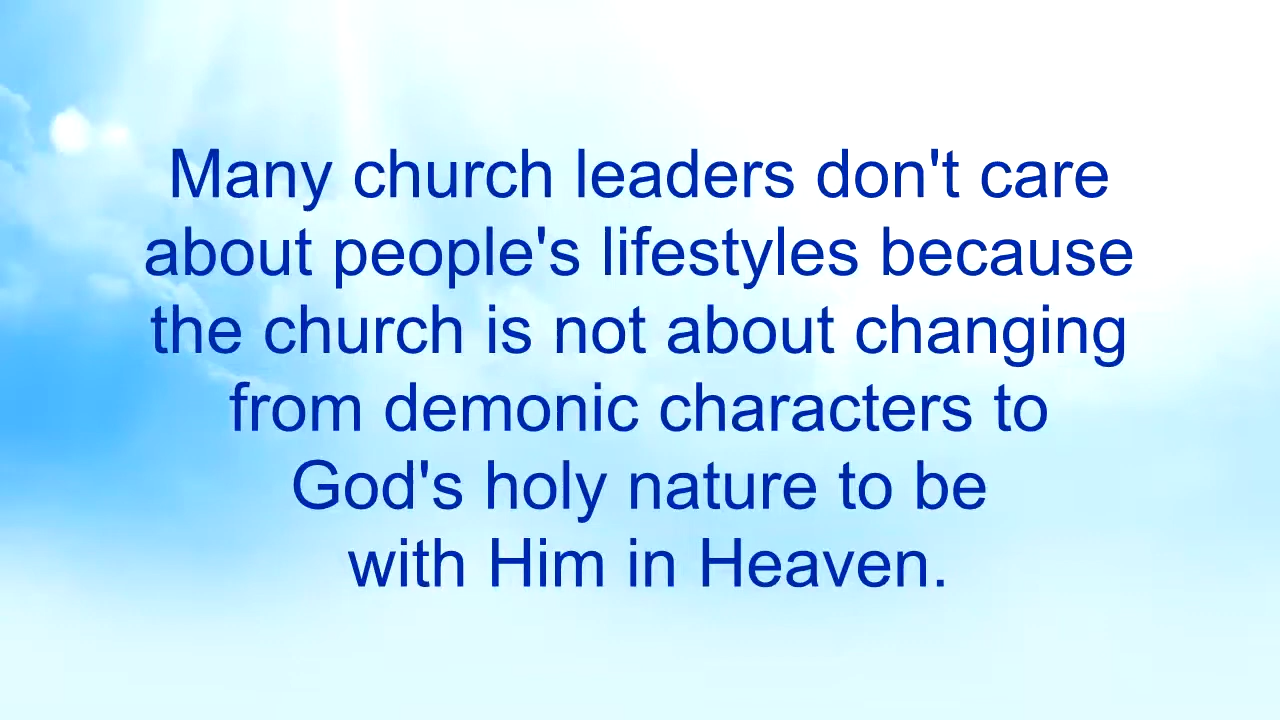 Many church leaders don't care
about people's lifestyles because
the church is not about changing
from demonic characters to
God's holy nature to be
with Him in Heaven.